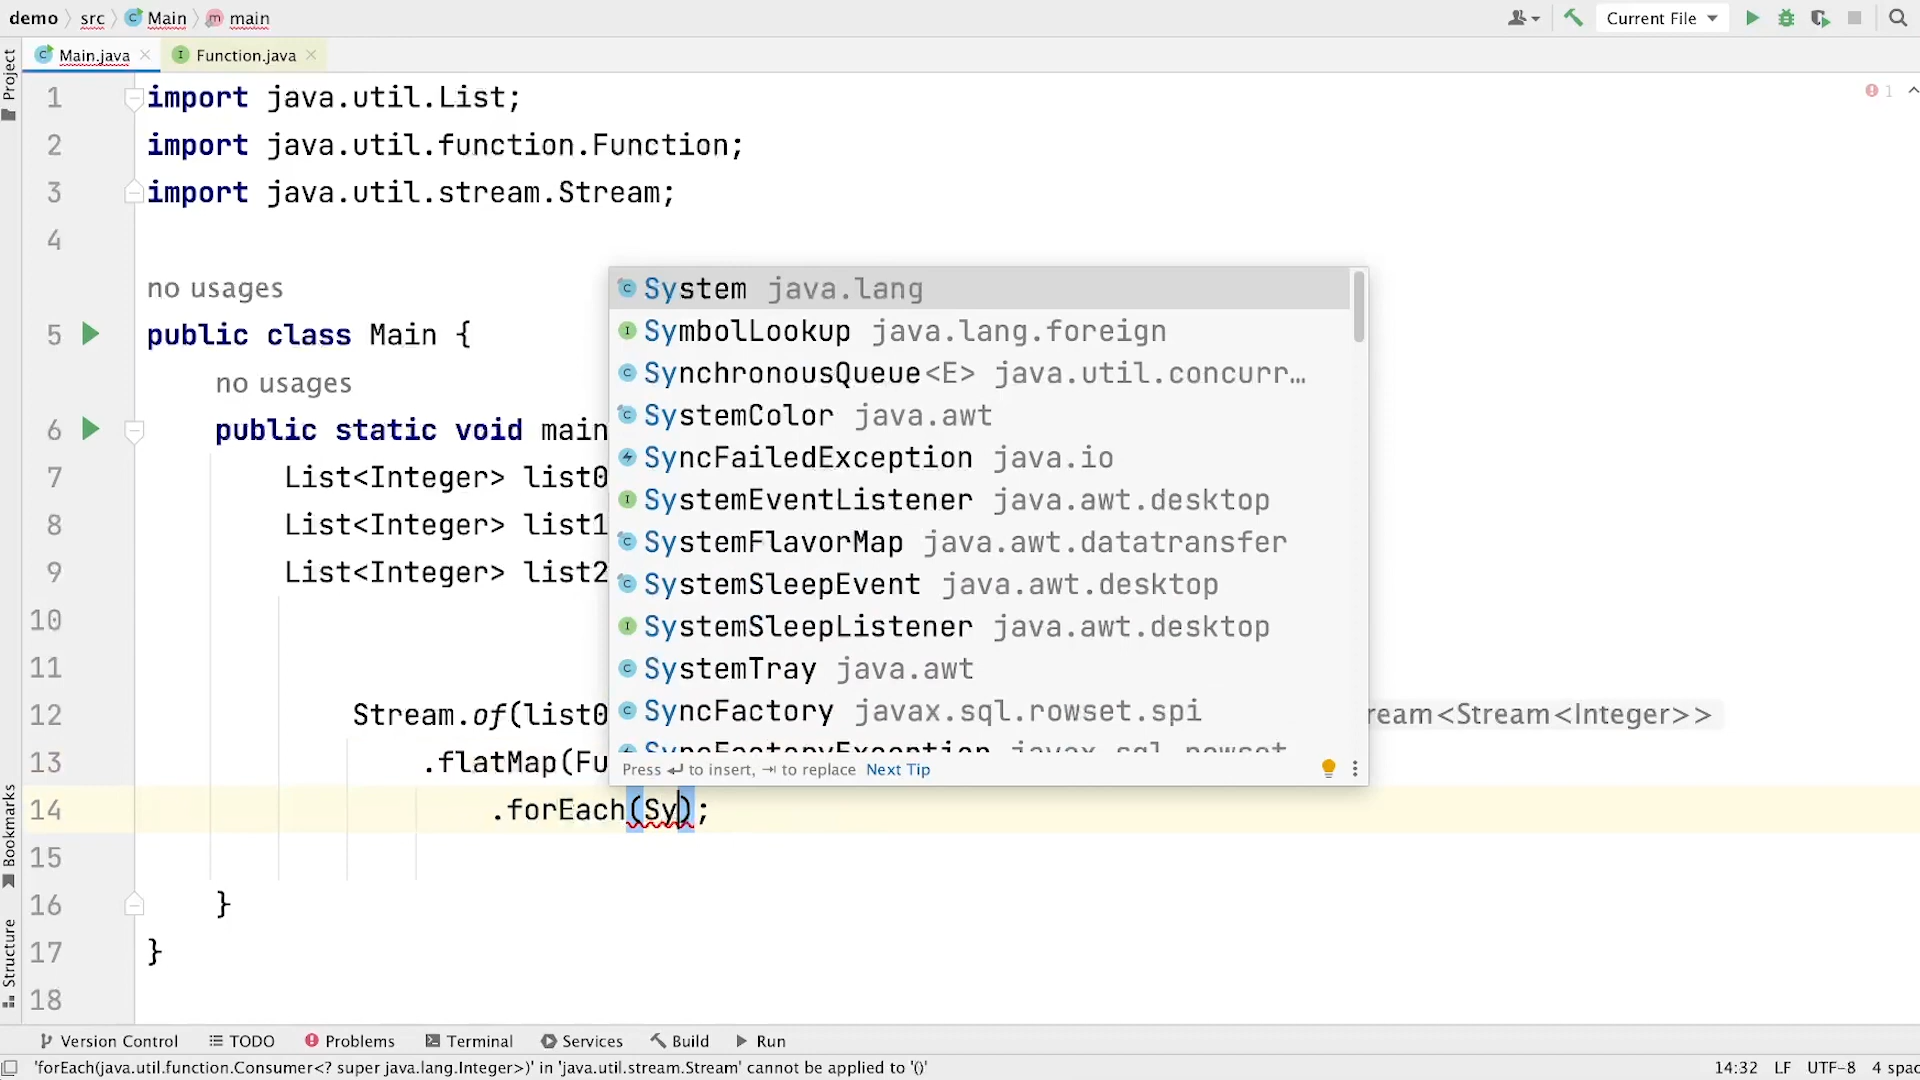 demo src Main main Current File
Project
Main.java Function.java
1 import java.util.List;
1
2 import java.util.function.Function;
3 import java.util.stream.Stream;
4
no usages
5 public class Main {
no usages
6 public static void main
7 List<Integer> list0
8 List<Integer> list1
9 List<Integer> list2
10
11
12 Stream.of(list0 ream<Stream<Integer>>
13 .flatMap(Fu
14 .forEach(Sy);
15
16 }
17 }
18
System java.lang
SymbolLookup java.lang.foreign
SynchronousQueue<E> java.util.concurr…
SystemColor java.awt
SyncFailedException java.io
SystemEventListener java.awt.desktop
SystemFlavorMap java.awt.datatransfer
SystemSleepEvent java.awt.desktop
SystemSleepListener java.awt.desktop
SystemTray java.awt
SyncFactory javax.sql.rowset.spi
SyncFactoryException javax.sql.rowset
Press ↵ to insert, ⇥ to replace Next Tip
Bookmarks
Structure
Version Control TODO Problems Terminal Services Build Run
'forEach(java.util.function.Consumer<? super java.lang.Integer>)' in 'java.util.stream.Stream' cannot be applied to '()' 14:32 LF UTF-8 4 spac